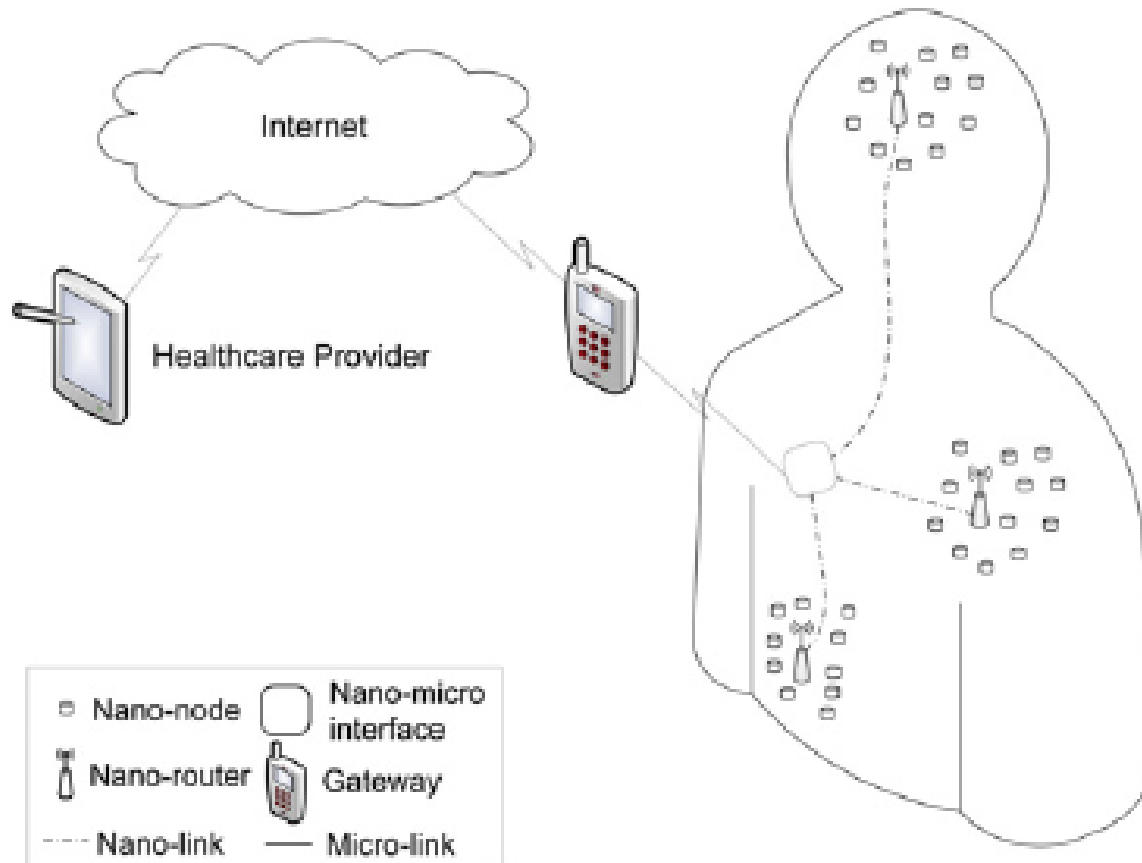 Internet
Healthcare Provider
Nano-node
Nano-micro
interface
Nano-router
Gateway
Nano-link
Micro-link